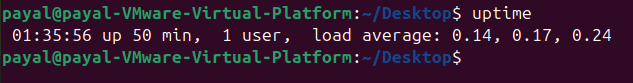 payal@payal-VMware-Virtual-Platform:~/Desktop$ uptime
 01:35:56 up 50 min,  1 user,  load average: 0.14, 0.17, 0.24
payal@payal-VMware-Virtual-Platform:~/Desktop$